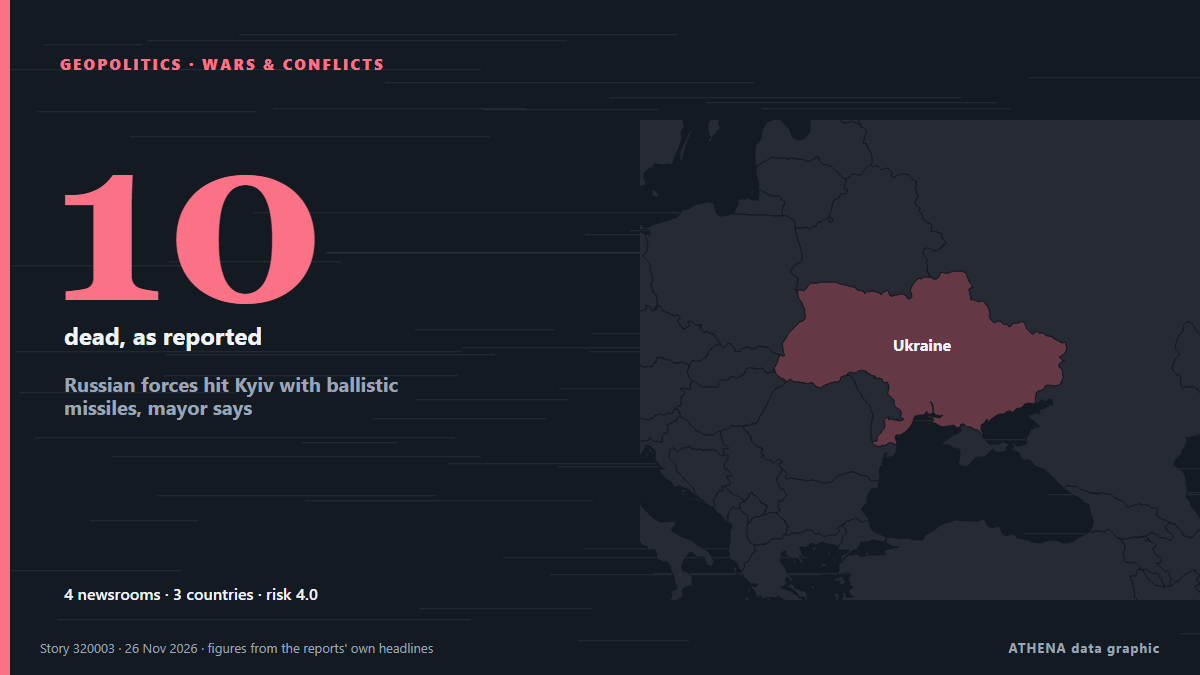 GEOPOLITICS · WARS & CONFLICTS
10
dead, as reported
Russian forces hit Kyiv with ballistic
missiles, mayor says
Ukraine
4 newsrooms · 3 countries · risk 4.0
Story 320003 · 26 Nov 2026 · figures from the reports' own headlines
ATHENA data graphic